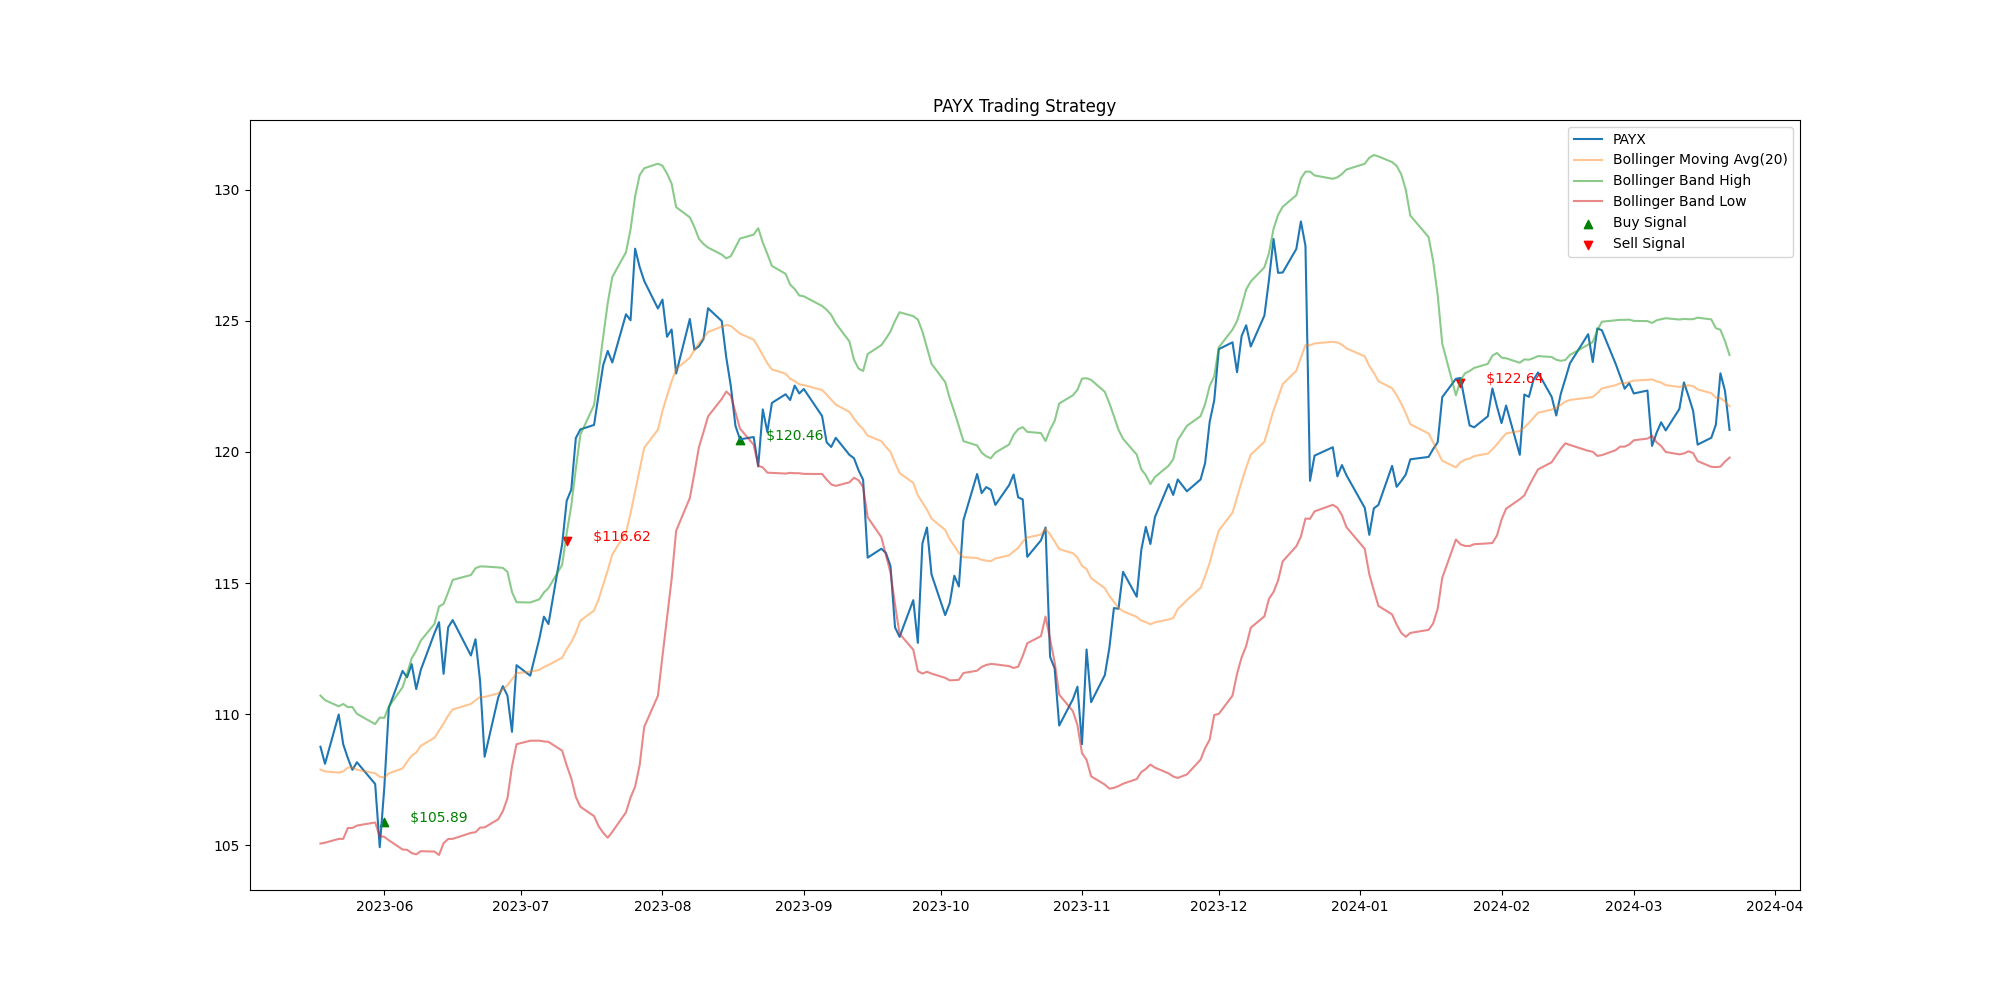 PAYX Trading Strategy
PAYX
Bollinger Moving Avg(20)
Bollinger Band High
Bollinger Band Low
Buy Signal
Sell Signal
130
125
120
115
110
105
$122.64
$120.46
$116.62
$105.89
2023-06 2023-07 2023-08 2023-09 2023-10 2023-11 2023-12 2024-01 2024-02 2024-03 2024-04